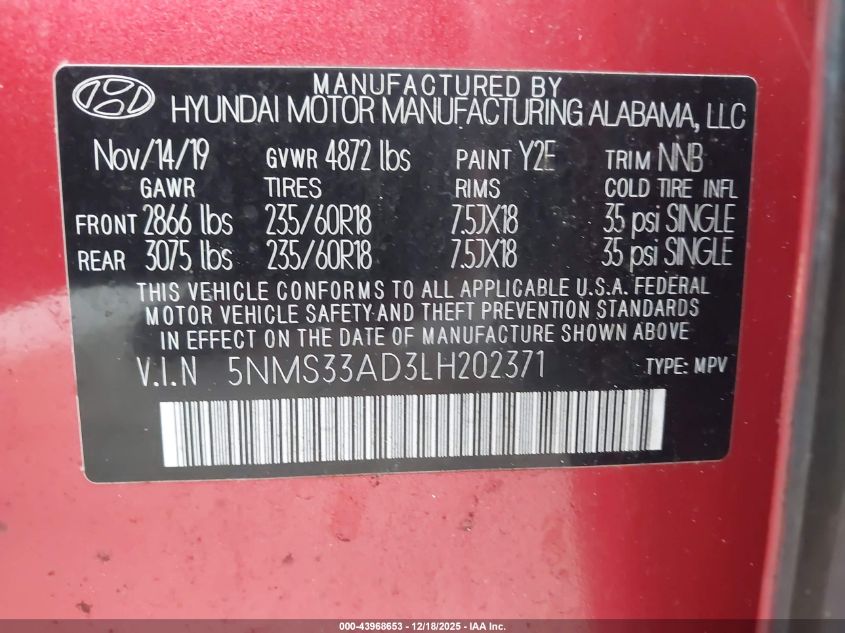 MANUFACTURED BY
HYUNDAI MOTOR MANUFACTURING ALABAMA, LLC
Nov/14/19 GVWR 4872 lbs PAINT Y2E TRIM NNB
GAWR TIRES RIMS COLD TIRE INFL
FRONT 2866 lbs 235/60R18 7.5JX18 35 psi SINGLE
REAR 3075 lbs 235/60R18 7.5JX18 35 psi SINGLE
THIS VEHICLE CONFORMS TO ALL APPLICABLE U.S.A. FEDERAL
MOTOR VEHICLE SAFETY AND THEFT PREVENTION STANDARDS
IN EFFECT ON THE DATE OF MANUFACTURE SHOWN ABOVE.
V.I.N 5NMS33AD3LH202371 TYPE: MPV
000-43968653 - 12/18/2025 - IAA Inc.